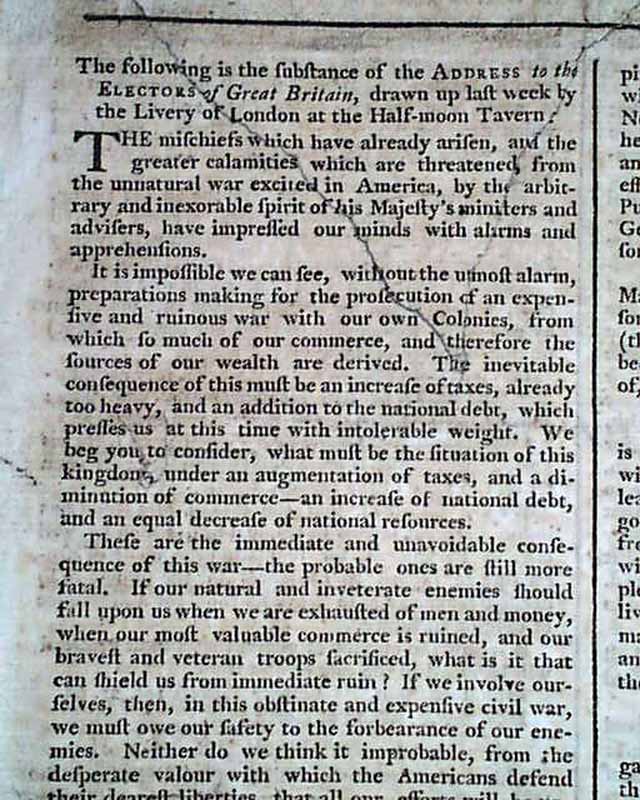 The following is the ſubſtance of the ADDRESS to the
ELECTORS of Great Britain, drawn up laſt week by
the Livery of London at the Half-moon Tavern:
THE miſchiefs which have already ariſen, and the
greater calamities which are threatened, from
the unnatural war excited in America, by the arbit-
rary and inexorable ſpirit of his Majeſty's miniſters and
adviſers, have impreſſed our minds with alarms and
apprehenſions.
It is impoſſible we can ſee, without the utmoſt alarm,
preparations making for the proſecution of an expen-
ſive and ruinous war with our own Colonies, from
which ſo much of our commerce, and therefore the
ſources of our wealth are derived. The inevitable
conſequence of this muſt be an increaſe of taxes, already
too heavy, and an addition to the national debt, which
preſſes us at this time with intolerable weight. We
beg you to conſider, what muſt be the ſituation of this
kingdom, under an augmentation of taxes, and a di-
minution of commerce—an increaſe of national debt,
and an equal decreaſe of national reſources.
Theſe are the immediate and unavoidable conſe-
quence of this war—the probable ones are ſtill more
fatal. If our natural and inveterate enemies ſhould
fall upon us when we are exhauſted of men and money,
when our moſt valuable commerce is ruined, and our
braveſt and veteran troops ſacrificed, what is it that
can ſhield us from immediate ruin? If we involve our-
ſelves, then, in this obſtinate and expenſive civil war,
we muſt owe our ſafety to the forbearance of our ene-
mies. Neither do we think it improbable, from the
deſperate valour with which the Americans defend
their deareſt liberties, that all our efforts will